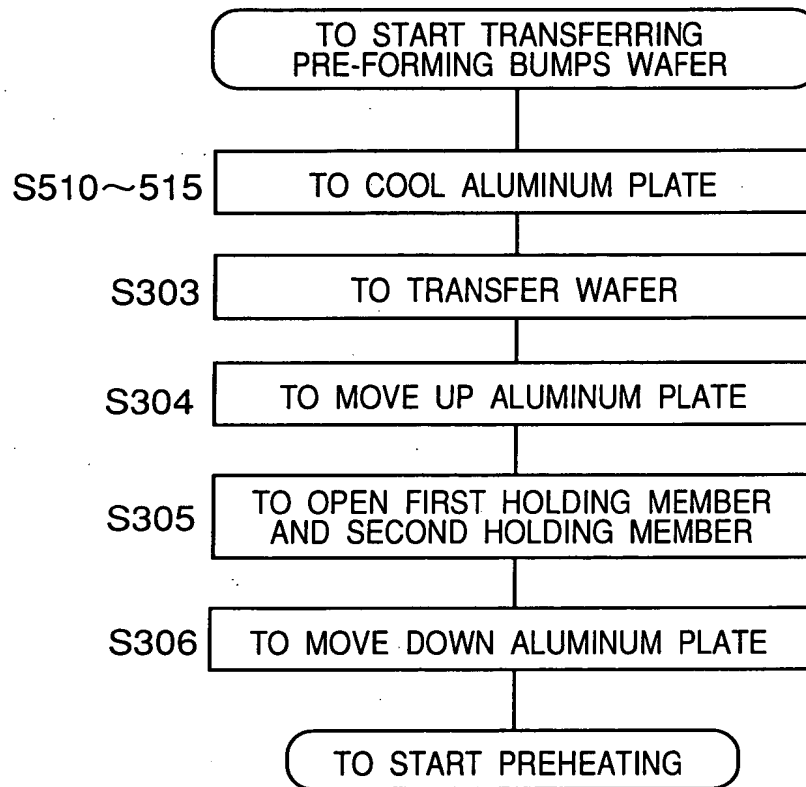 TO START TRANSFERRING
PRE-FORMING BUMPS WAFER
S510～515
TO COOL ALUMINUM PLATE
S303
TO TRANSFER WAFER
S304
TO MOVE UP ALUMINUM PLATE
S305
TO OPEN FIRST HOLDING MEMBER
AND SECOND HOLDING MEMBER
S306
TO MOVE DOWN ALUMINUM PLATE
TO START PREHEATING